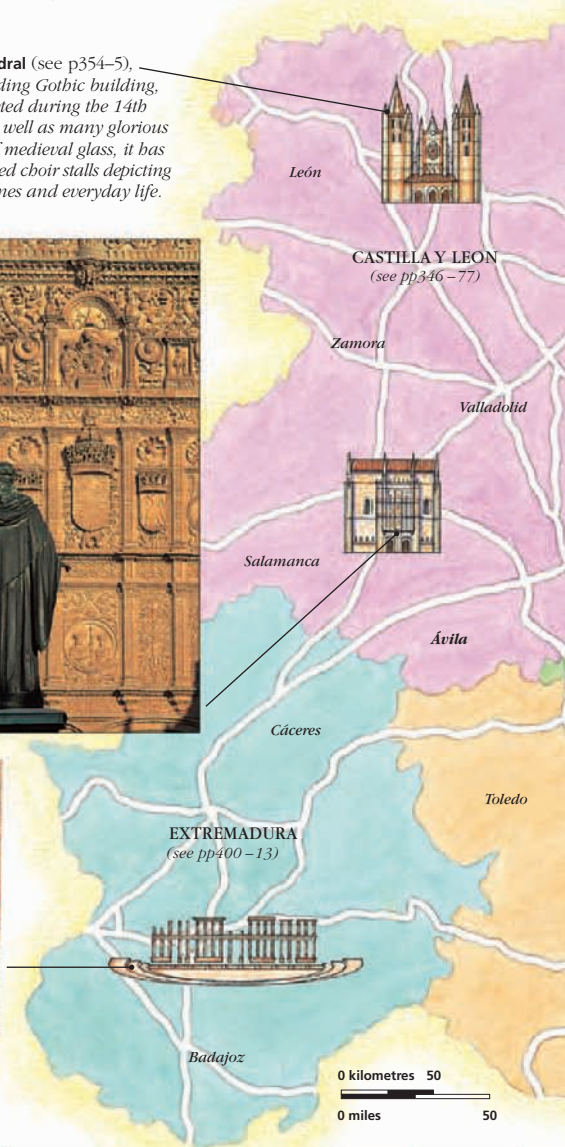 dral (see p354–5),
ding Gothic building,
ted during the 14th
well as many glorious
f medieval glass, it has
ed choir stalls depicting
nes and everyday life.
León
CASTILLA Y LEON
(see pp346–77)
Zamora
Valladolid
Salamanca
Ávila
Cáceres
Toledo
EXTREMADURA
(see pp400–13)
Badajoz
0 kilometres 50
0 miles 50